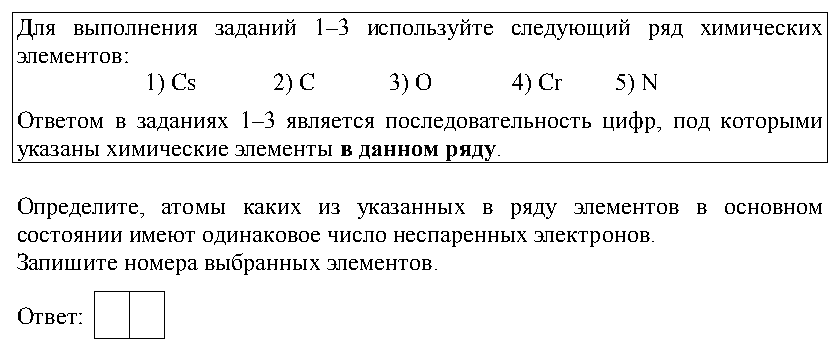 Для выполнения заданий 1–3 используйте следующий ряд химических
элементов:
1) Cs 2) C 3) O 4) Cr 5) N
Ответом в заданиях 1–3 является последовательность цифр, под которыми
указаны химические элементы в данном ряду.
Определите, атомы каких из указанных в ряду элементов в основном
состоянии имеют одинаковое число неспаренных электронов.
Запишите номера выбранных элементов.
Ответ: